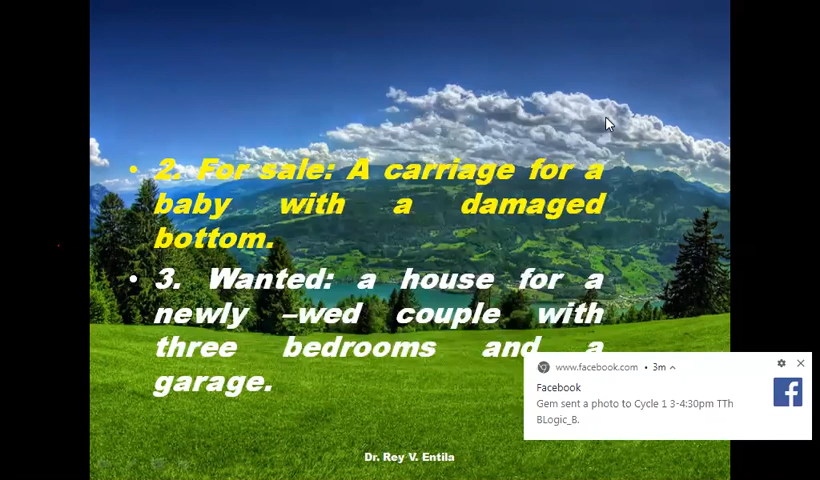 • 2. For sale: A carriage for a
baby with a damaged
bottom.
• 3. Wanted: a house for a
newly –wed couple with
three bedrooms and a
garage.
www.facebook.com • 3m
Facebook
Gem sent a photo to Cycle 1 3-4:30pm TTh
BLogic_B.
Dr. Rey V. Entila